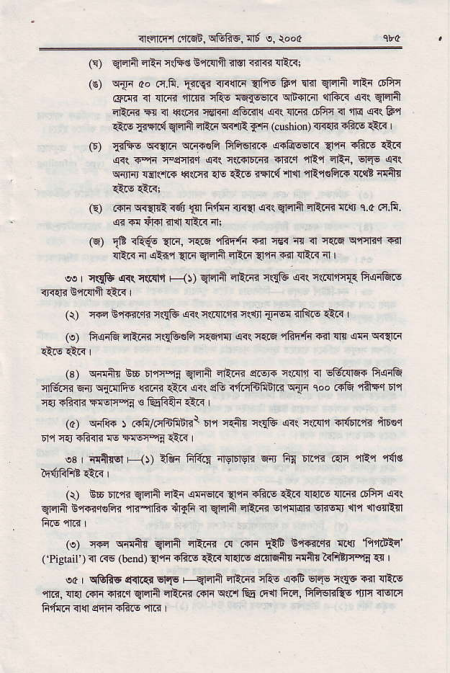 বাংলাদেশ গেজেট, অতিরিক্ত, মার্চ ৩, ২০০৫ ৭৮৫
(ঘ) জ্বালানী লাইন সংক্ষিপ্ত উপযোগী রাস্তা বরাবর যাইবে;
(ঙ) অন্যূন ৫০ সে.মি. দূরত্বের ব্যবধানে স্থাপিত ক্লিপ দ্বারা জ্বালানী লাইন চেসিস
ফ্রেমের বা যানের গায়ের সহিত মজবুতভাবে আটকানো থাকিবে এবং জ্বালানী
লাইনের ক্ষয় বা ধ্বংসের সম্ভাবনা প্রতিরোধ এবং যানের চেসিস বা গাত্র এবং ক্লিপ
হইতে সুরক্ষার্থে জ্বালানী লাইনে অবশ্যই কুশন (cushion) ব্যবহার করিতে হইবে।
(চ) সুরক্ষিত অবস্থানে অনেকগুলি সিলিন্ডারকে একত্রিতভাবে স্থাপন করিতে হইবে
এবং কম্পন সম্প্রসারণ এবং সংকোচনের কারণে পাইপ লাইন, ভাল্‌ভ এবং
অন্যান্য যন্ত্রাংশকে ধ্বংসের হাত হইতে রক্ষার্থে শাখা পাইপগুলিকে যথেষ্ট নমনীয়
হইতে হইবে;
(ছ) কোন অবস্থায়ই বর্জ্য ধূয়া নির্গমন ব্যবস্থা এবং জ্বালানী লাইনের মধ্যে ৭.৫ সে.মি.
এর কম ফাঁকা রাখা যাইবে না;
(জ) দৃষ্টি বহির্ভূত স্থানে, সহজে পরিদর্শন করা সম্ভব নয় বা সহজে অপসারণ করা
যাইবে না এইরূপ স্থানে জ্বালানী লাইনে স্থাপন করা যাইবে না।
৩৩। সংযুক্তি এবং সংযোগ।—(১) জ্বালানী লাইনের সংযুক্তি এবং সংযোগসমূহ সিএনজিতে
ব্যবহার উপযোগী হইবে।
(২) সকল উপকরণের সংযুক্তি এবং সংযোগের সংখ্যা ন্যূনতম রাখিতে হইবে।
(৩) সিএনজি লাইনের সংযুক্তিগুলি সহজগম্য এবং সহজে পরিদর্শন করা যায় এমন অবস্থানে
হইতে হইবে।
(৪) অনমনীয় উচ্চ চাপসম্পন্ন জ্বালানী লাইনের প্রত্যেক সংযোগ বা ভর্তিযোজক সিএনজি
সার্ভিসের জন্য অনুমোদিত ধরনের হইবে এবং প্রতি বর্গসেন্টিমিটারে অন্যূন ৭০০ কেজি পরীক্ষণ চাপ
সহ্য করিবার ক্ষমতাসম্পন্ন ও ছিদ্রবিহীন হইবে।
(৫) অনধিক ১ কেমি/সেন্টিমিটার² চাপ সহনীয় সংযুক্তি এবং সংযোগ কার্যচাপের পাঁচগুণ
চাপ সহ্য করিবার মত ক্ষমতাসম্পন্ন হইবে।
৩৪। নমনীয়তা।—(১) ইঞ্জিন নির্বিঘ্নে নাড়াচাড়ার জন্য নিম্ন চাপের হোস পাইপ পর্যাপ্ত
দৈর্ঘ্যবিশিষ্ট হইবে।
(২) উচ্চ চাপের জ্বালানী লাইন এমনভাবে স্থাপন করিতে হইবে যাহাতে যানের চেসিস এবং
জ্বালানী উপকরণগুলির পারস্পারিক ঝাঁকুনি বা জ্বালানী লাইনের তাপমাত্রার তারতম্য খাপ খাওয়াইয়া
নিতে পারে।
(৩) সকল অনমনীয় জ্বালানী লাইনের যে কোন দুইটি উপকরণের মধ্যে ‘পিগটেইল’
(‘Pigtail’) বা বেন্ড (bend) স্থাপন করিতে হইবে যাহাতে প্রয়োজনীয় নমনীয় বৈশিষ্ট্যসম্পন্ন হয়।
৩৫। অতিরিক্ত প্রবাহের ভাল্‌ভ।—জ্বালানী লাইনের সহিত একটি ভাল্‌ভ সংযুক্ত করা যাইতে
পারে, যাহা কোন কারণে জ্বালানী লাইনের কোন অংশে ছিদ্র দেখা দিলে, সিলিন্ডারস্থিত গ্যাস বাতাসে
নির্গমনে বাধা প্রদান করিতে পারে।